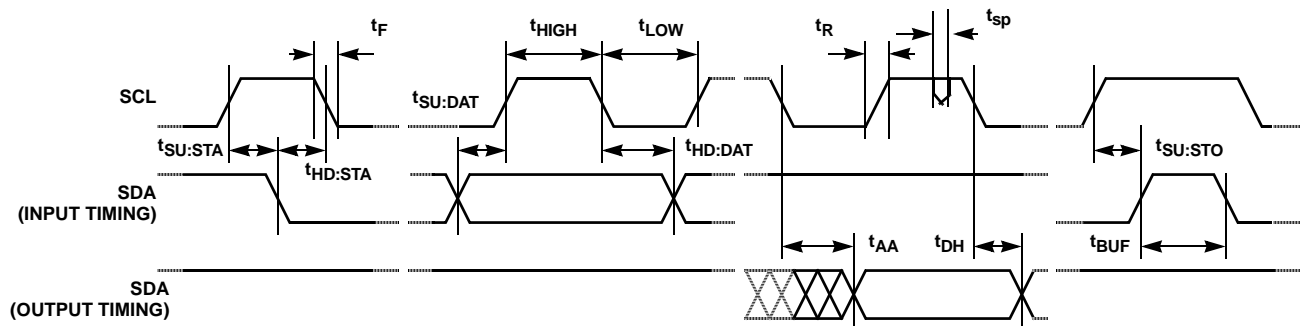 tF
tHIGH
tLOW
tR
tsp
SCL
tSU:DAT
tSU:STA
tHD:STA
tHD:DAT
tSU:STO
SDA
(INPUT TIMING)
tAA
tDH
tBUF
SDA
(OUTPUT TIMING)